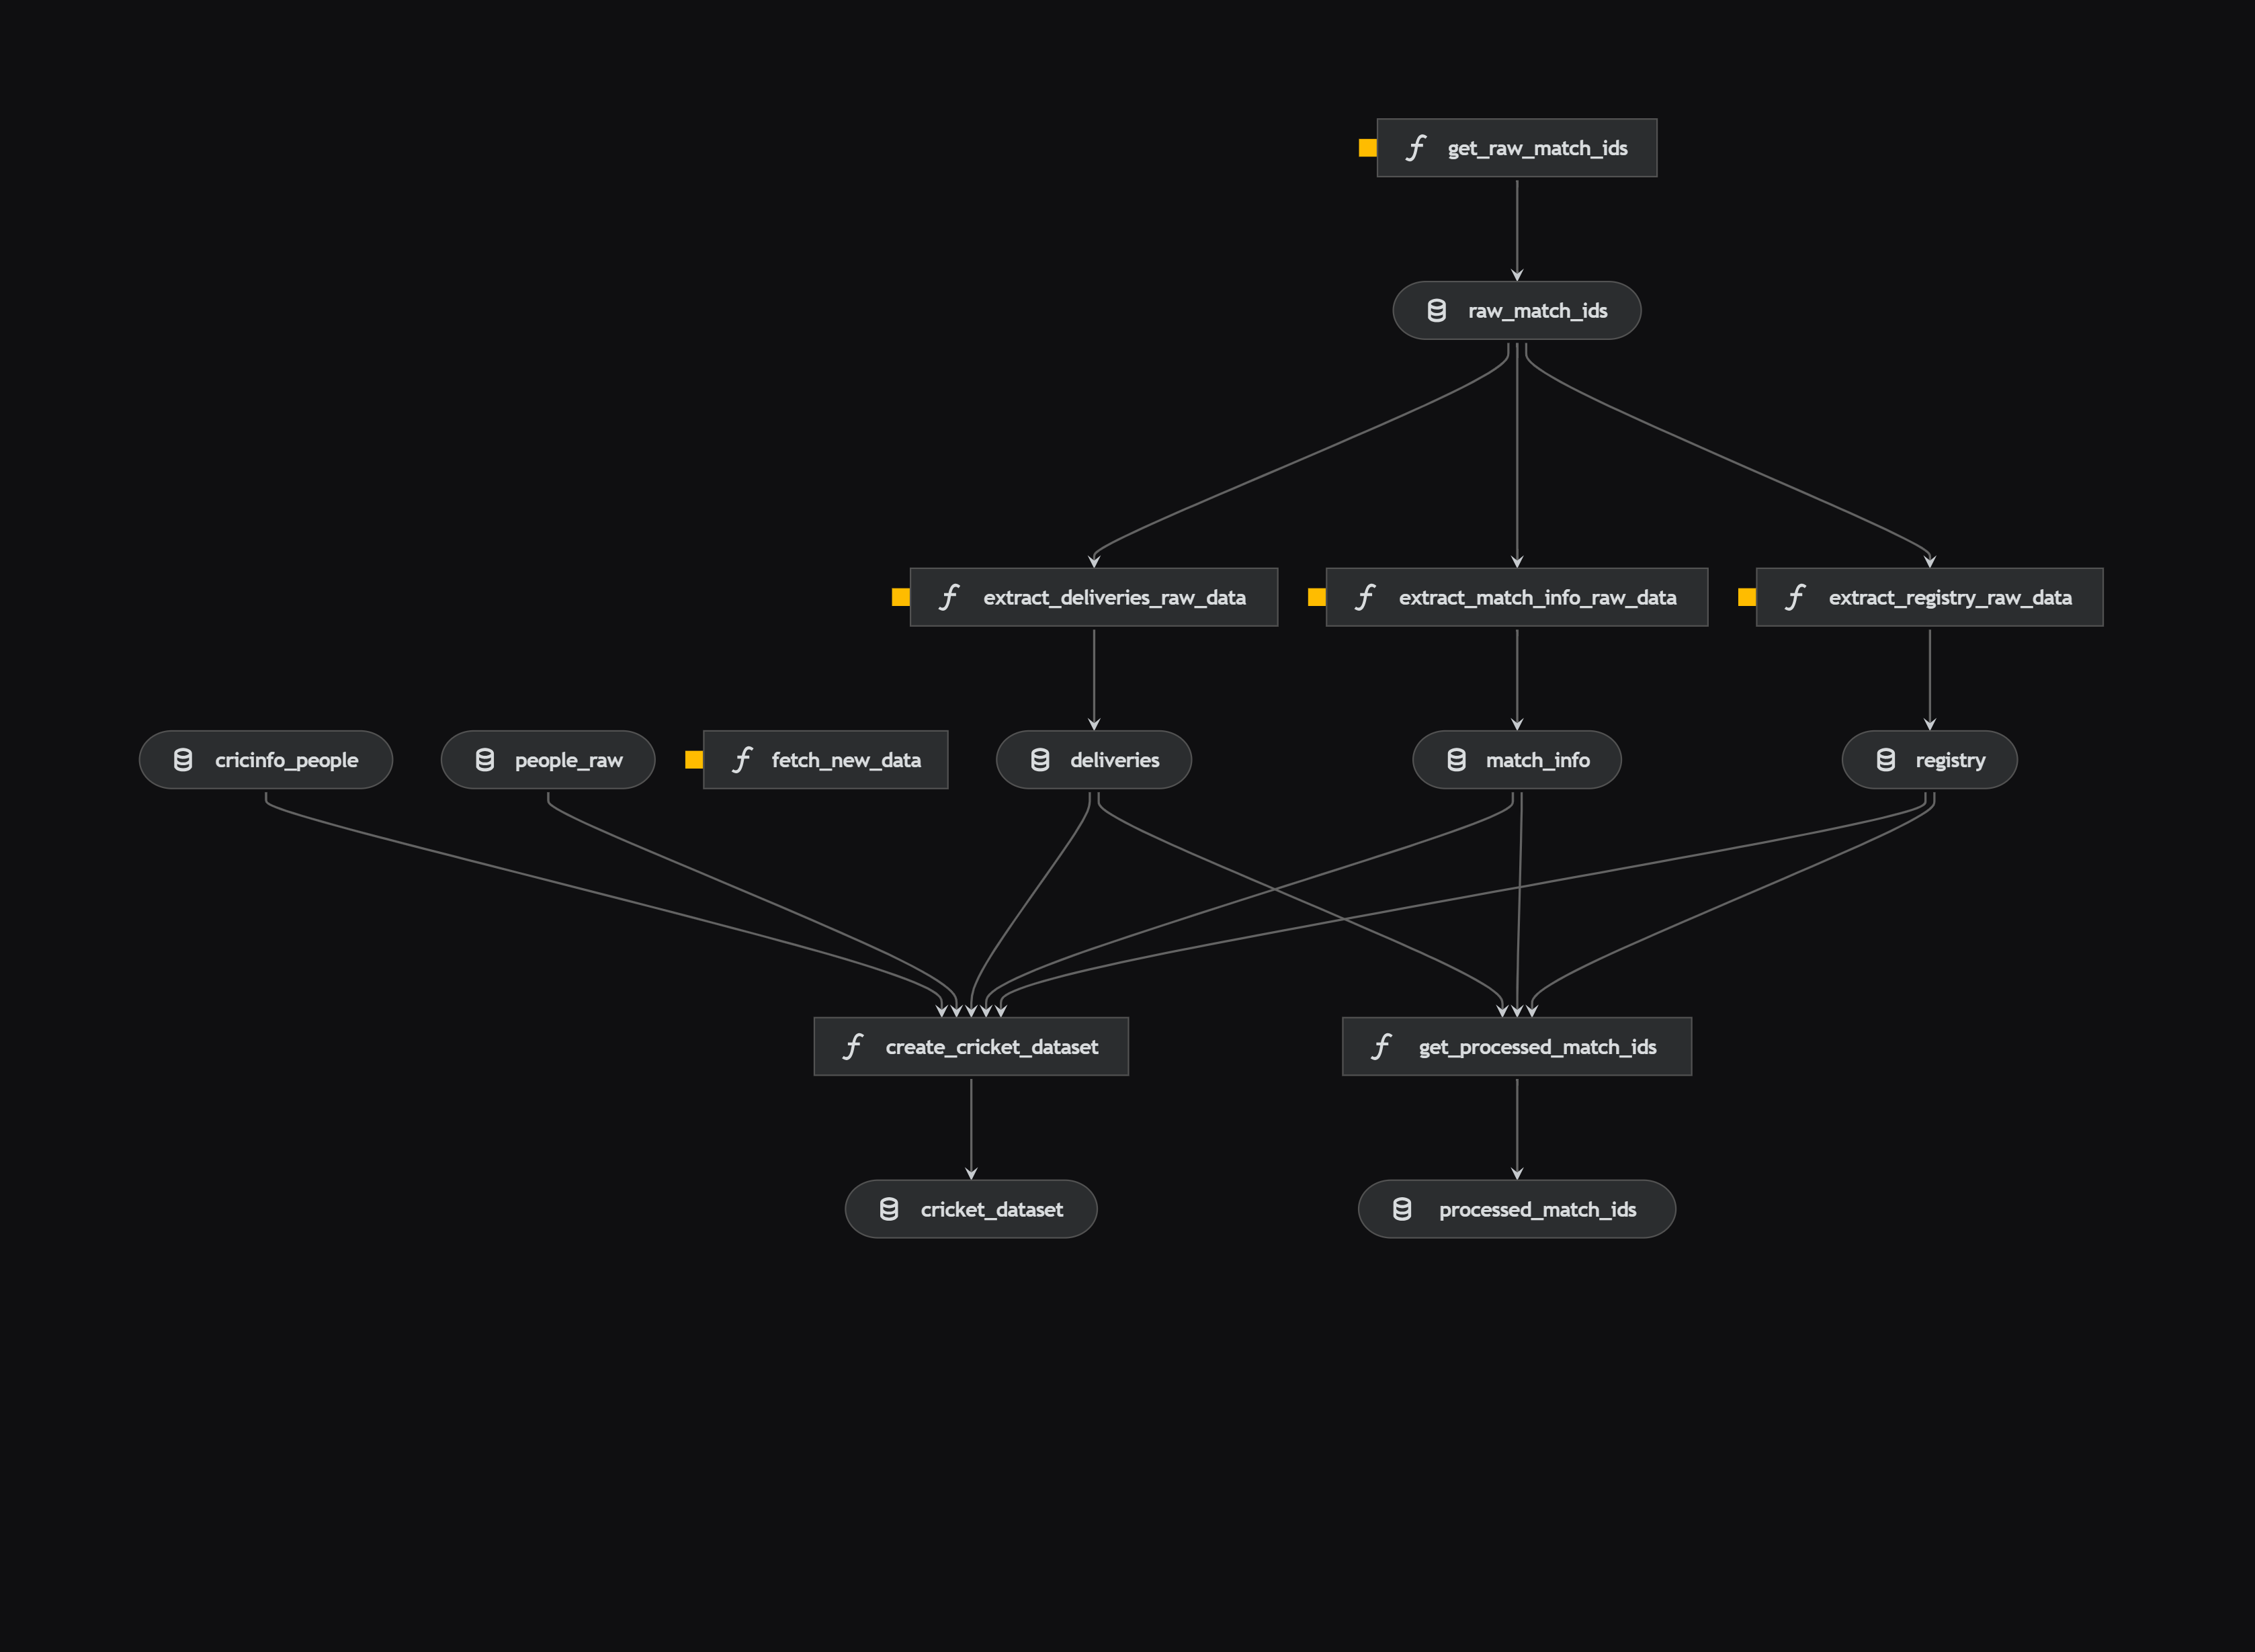 get_raw_match_ids
raw_match_ids
extract_deliveries_raw_data
extract_match_info_raw_data
extract_registry_raw_data
cricinfo_people
people_raw
fetch_new_data
deliveries
match_info
registry
create_cricket_dataset
get_processed_match_ids
cricket_dataset
processed_match_ids